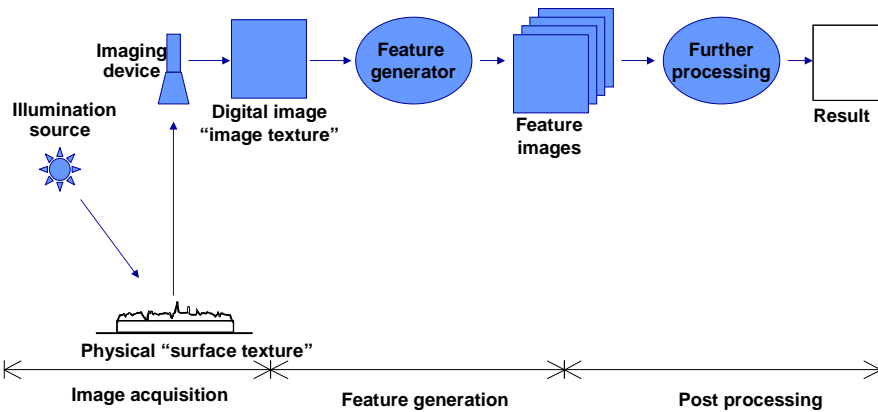 Imaging
device
Illumination
source
Digital image
“image texture”
Feature
generator
Feature
images
Further
processing
Result
Physical “surface texture”
Image acquisition
Feature generation
Post processing